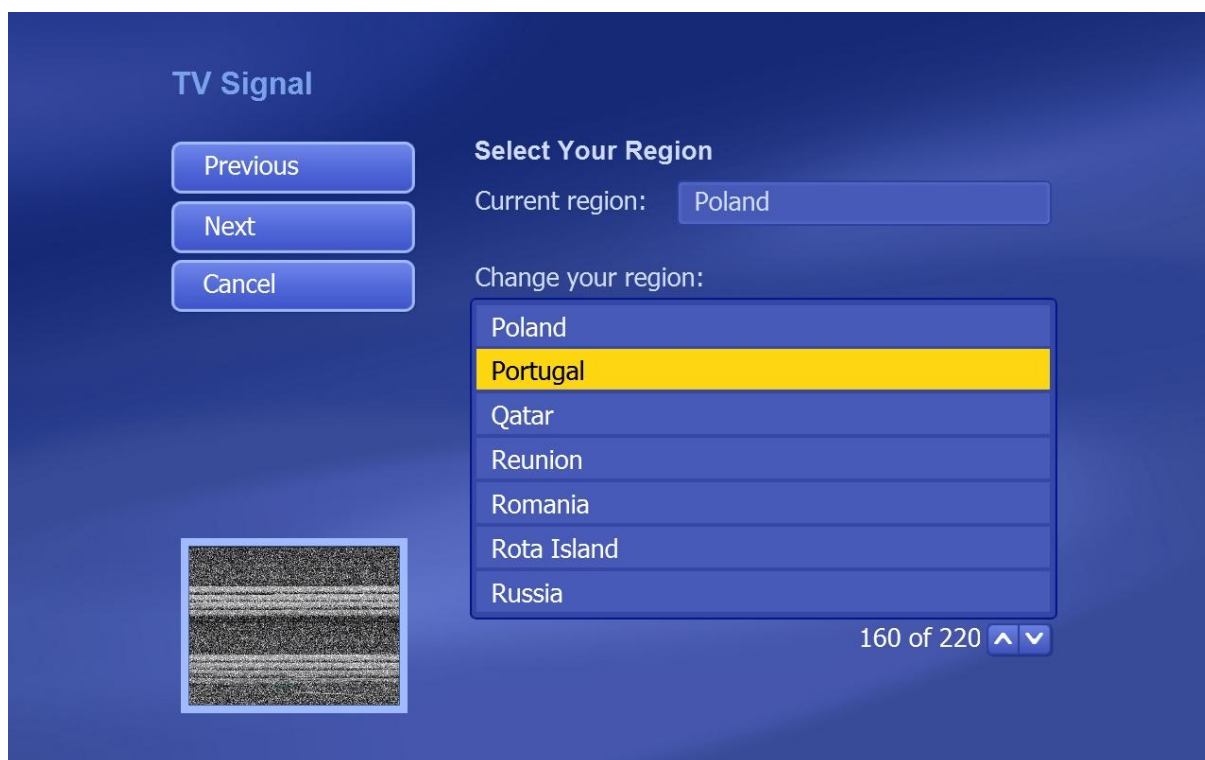 TV Signal
Previous
Next
Cancel
Select Your Region
Current region: Poland
Change your region:
Poland
Portugal
Qatar
Reunion
Romania
Rota Island
Russia
160 of 220